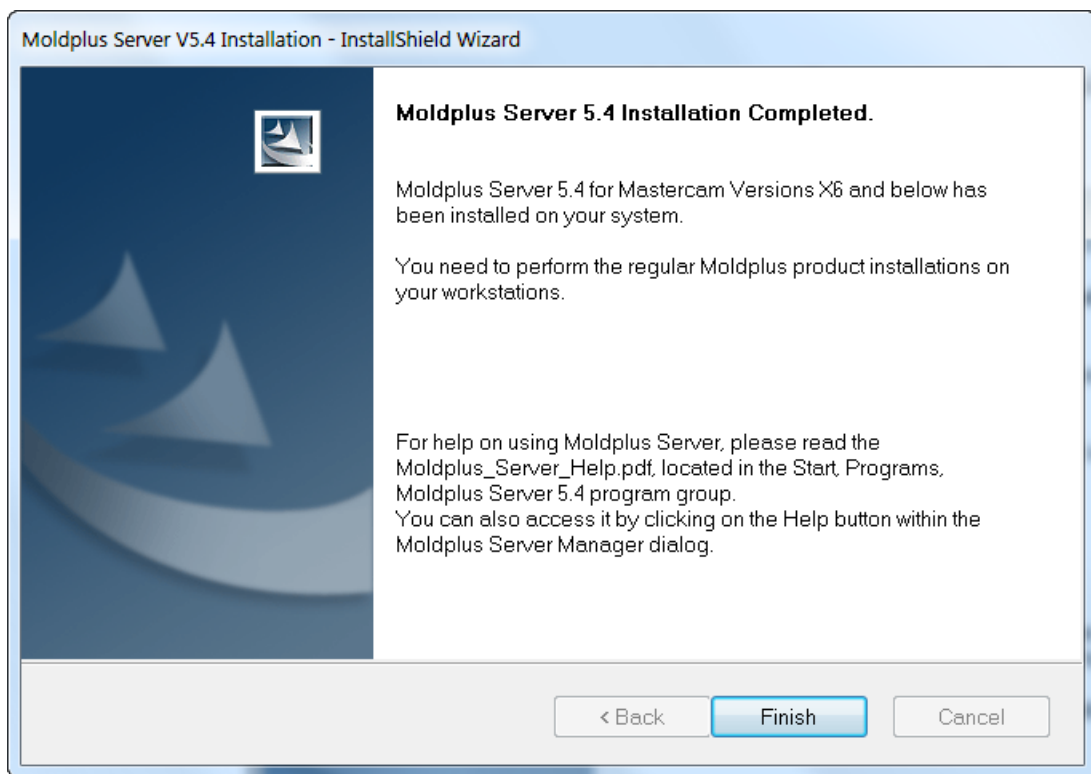 Moldplus Server V5.4 Installation - InstallShield Wizard
Moldplus Server 5.4 Installation Completed.
Moldplus Server 5.4 for Mastercam Versions X6 and below has
been installed on your system.
You need to perform the regular Moldplus product installations on
your workstations.
For help on using Moldplus Server, please read the
Moldplus_Server_Help.pdf, located in the Start, Programs,
Moldplus Server 5.4 program group.
You can also access it by clicking on the Help button within the
Moldplus Server Manager dialog.
< Back
Finish
Cancel